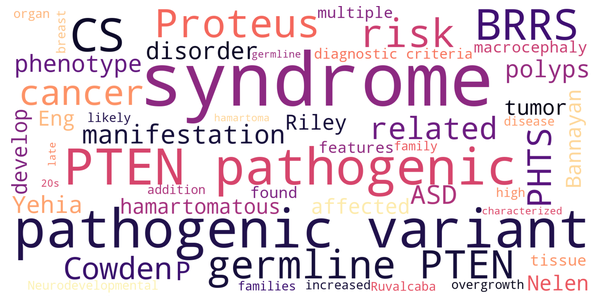 organ
breast
CS
Proteus
multiple
risk
BRRS
disorder
germline
diagnostic criteria
macrocephaly
phenotype
syndrome
polyps
cancer
tumor
Eng
likely
hamartoma
Riley
related
disease
develop
manifestation
features
family
PHTS
Bannayan
late
PTEN pathogenic
20s
addition
found
ASD
high
Yehia
hamartomatous
affected
characterized
pathogenic variant
Cowden
P
germline PTEN
tissue
Neurodevelopmental
families
increased
Ruvalcaba
overgrowth
Nelen